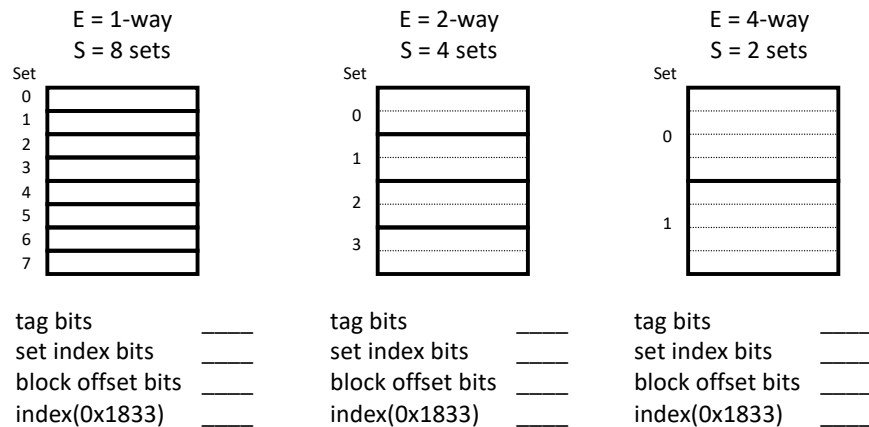 E = 1-way
S = 8 sets
Set
0
1
2
3
4
5
6
7
tag bits ____
set index bits ____
block offset bits ____
index(0x1833) ____
E = 2-way
S = 4 sets
Set
0
1
2
3
tag bits ____
set index bits ____
block offset bits ____
index(0x1833) ____
E = 4-way
S = 2 sets
Set
0
1
tag bits ____
set index bits ____
block offset bits ____
index(0x1833) ____